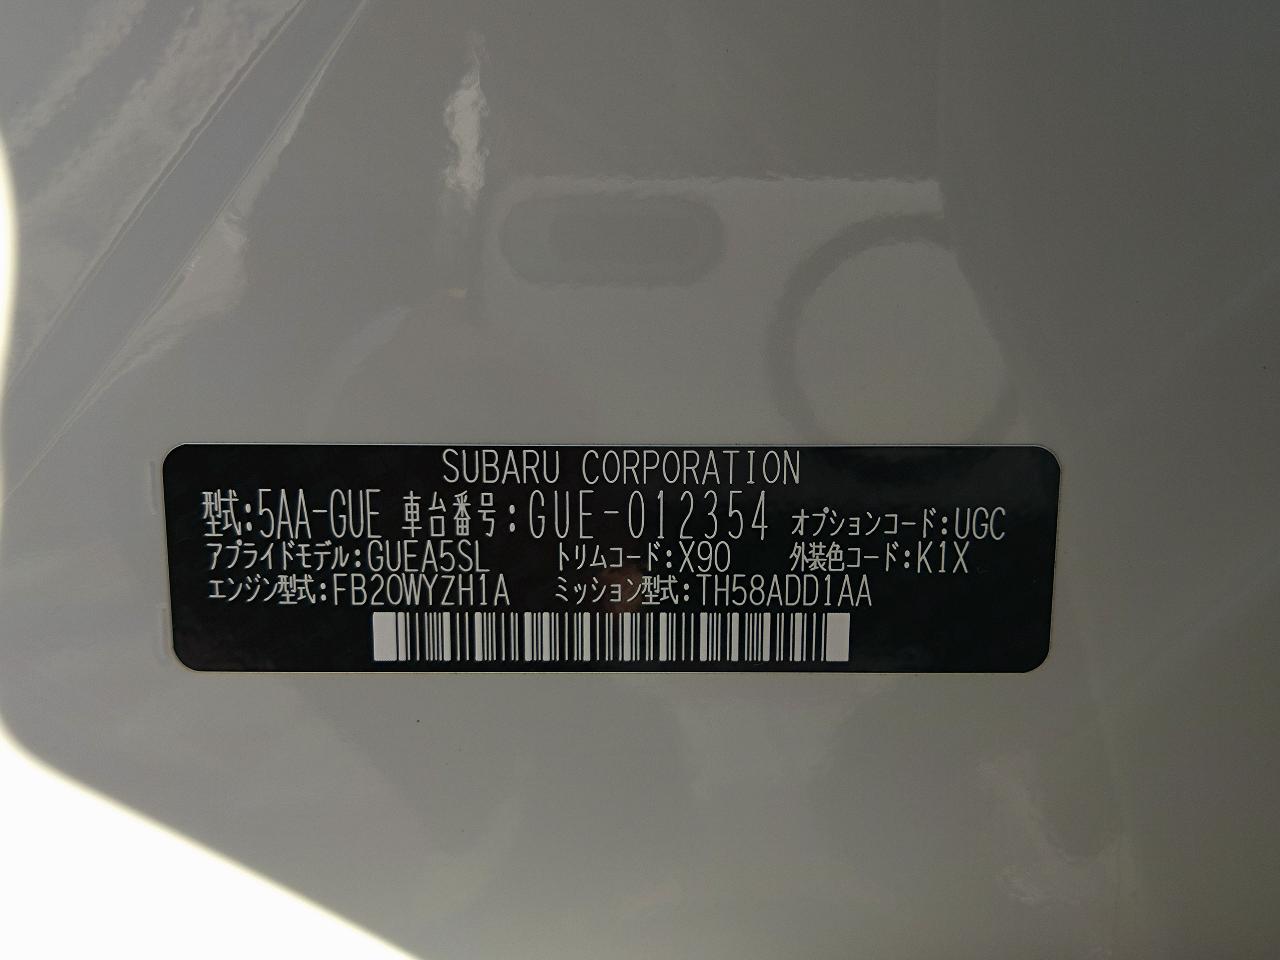 SUBARU CORPORATION
型式:5AA-GUE 車台番号:GUE-012354 オプションコード:UGC
アプライドモデル:GUEA5SL トリムコード:X90 外装色コード:K1X
エンジン型式:FB20WYZH1A ミッション型式:TH58ADD1AA